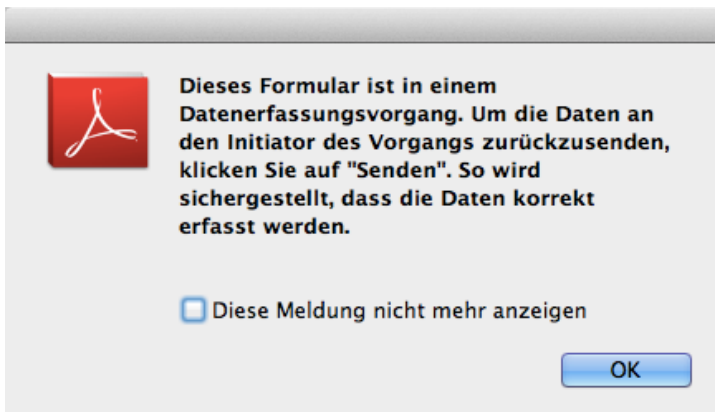 Dieses Formular ist in einem
Datenerfassungsvorgang. Um die Daten an
den Initiator des Vorgangs zurückzusenden,
klicken Sie auf "Senden". So wird
sichergestellt, dass die Daten korrekt
erfasst werden.
Diese Meldung nicht mehr anzeigen
OK